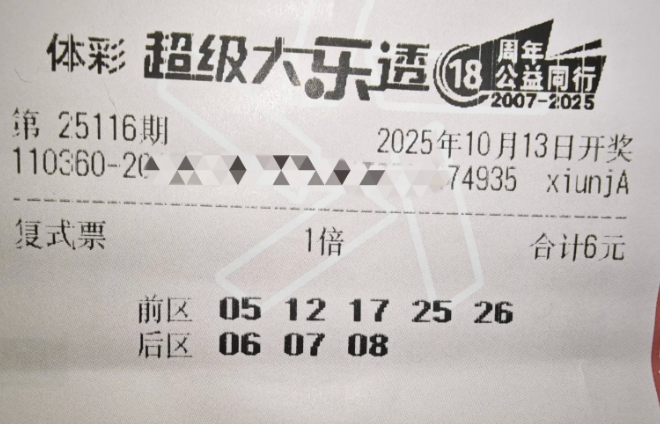 体彩 超级大乐透 18 周年
公益同行
2007-2025
第 25116期 2025年10月13日开奖
110360-20 74935 xiunjA
复式票 1倍 合计6元
前区 05 12 17 25 26
后区 06 07 08